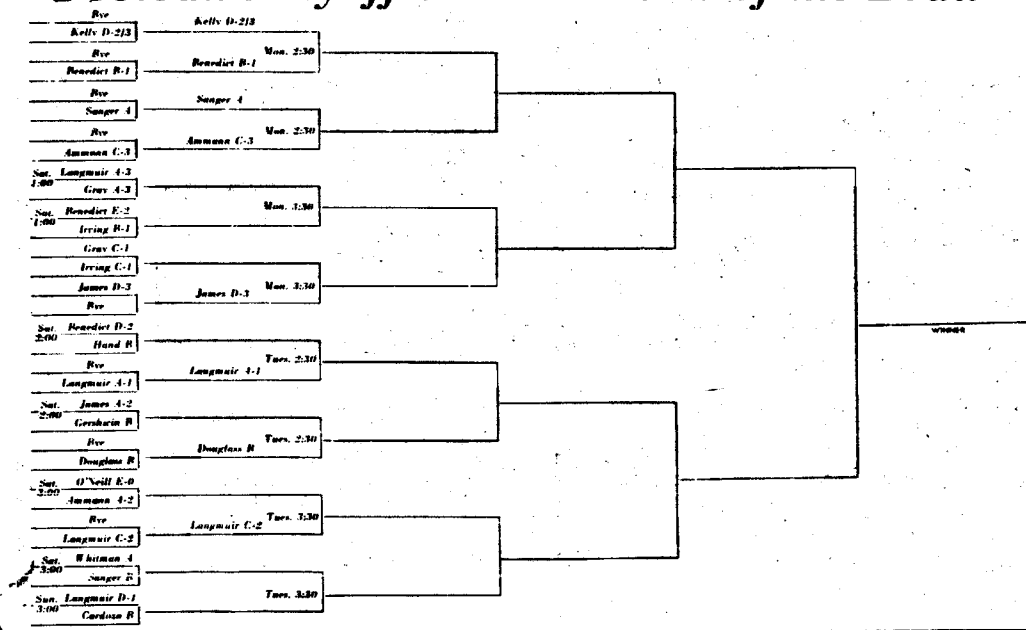 Bye
Kelly D-2/3
Bye
Benedict B-1
Bye
Sanger A
Bye
Ammann C-3
Sat. 1:00 Langmuir A-3
Gray A-3
Sat. 1:00 Benedict E-2
Irving B-1
Gray C-1
Irving C-1
James D-3
Bye
Sat. 2:00 Benedict D-2
Hand B
Bye
Langmuir A-1
Sat. 2:00 James A-2
Gershwin B
Bye
Douglass B
Sat. 3:00 O'Neill E-0
Ammann A-2
Bye
Langmuir C-2
Sat. 3:00 Whitman A
Sanger B
Sun. 3:00 Langmuir D-1
Cardozo B
Kelly D-2/3
Mon. 2:30
Benedict B-1
Sanger A
Mon. 2:30
Ammann C-3
Mon. 3:30
Mon. 3:30
James D-3
Tues. 2:30
Langmuir A-1
Tues. 2:30
Douglass B
Tues. 3:30
Langmuir C-2
Tues. 3:30
WINNER